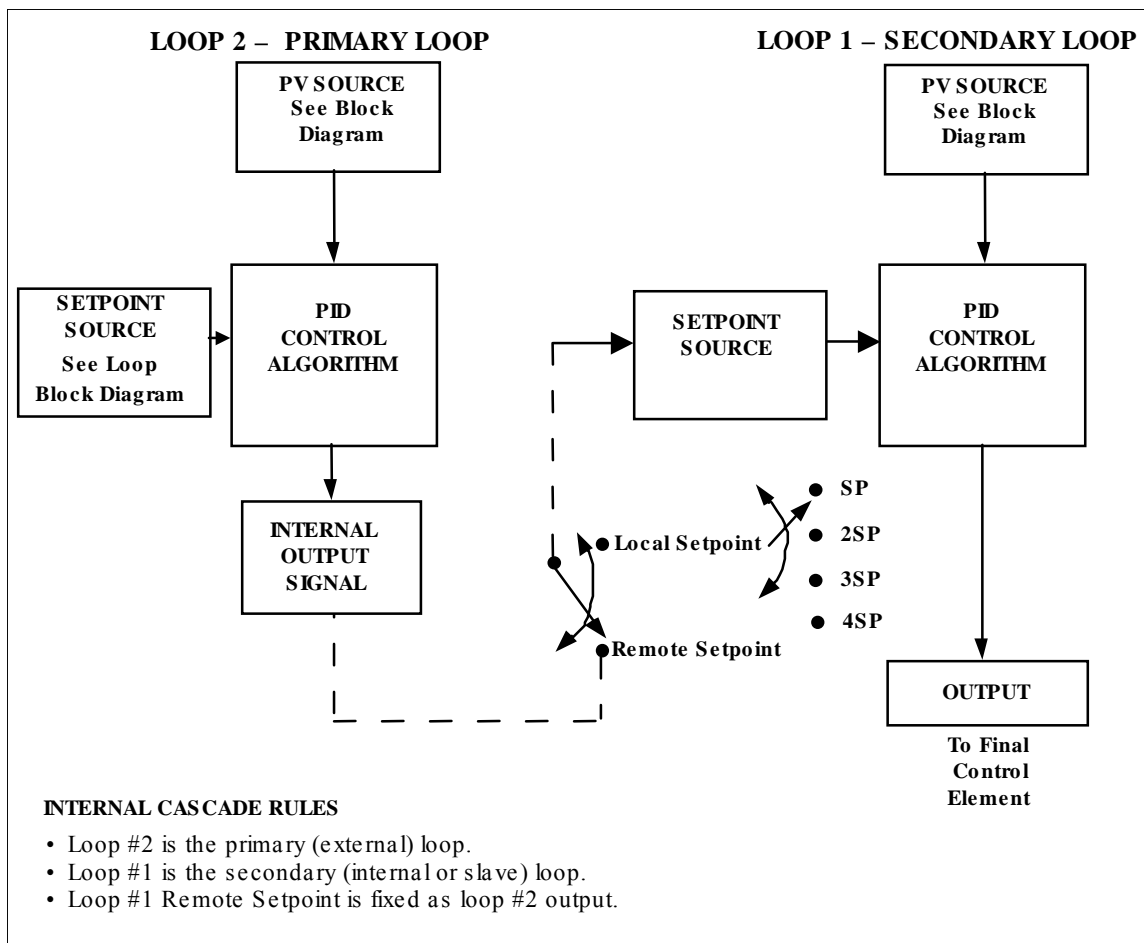 LOOP 2 – PRIMARY LOOP
PV SOURCE
See Block
Diagram
SETPOINT
SOURCE
See Loop
Block Diagram
PID
CONTROL
ALGORITHM
INTERNAL
OUTPUT
SIGNAL
LOOP 1 – SECONDARY LOOP
PV SOURCE
See Block
Diagram
SETPOINT
SOURCE
PID
CONTROL
ALGORITHM
Local Setpoint
Remote Setpoint
SP
2SP
3SP
4SP
OUTPUT
To Final
Control
Element
INTERNAL CASCADE RULES
• Loop #2 is the primary (external) loop.
• Loop #1 is the secondary (internal or slave) loop.
• Loop #1 Remote Setpoint is fixed as loop #2 output.